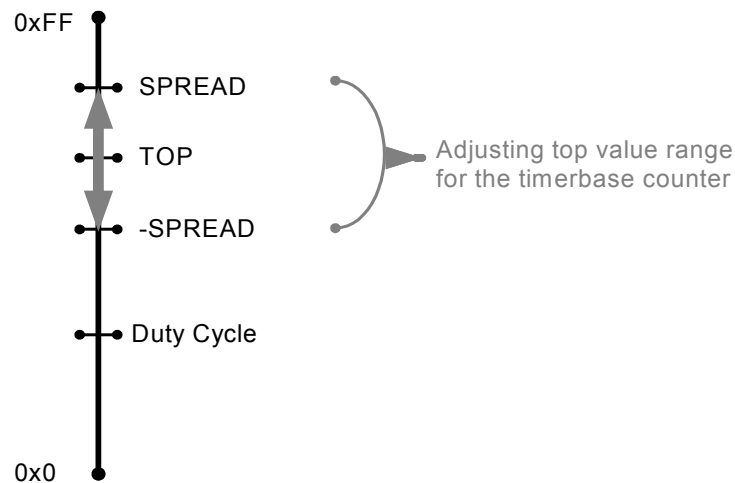 0xFF
SPREAD
TOP
Adjusting top value range
for the timerbase counter
-SPREAD
Duty Cycle
0x0